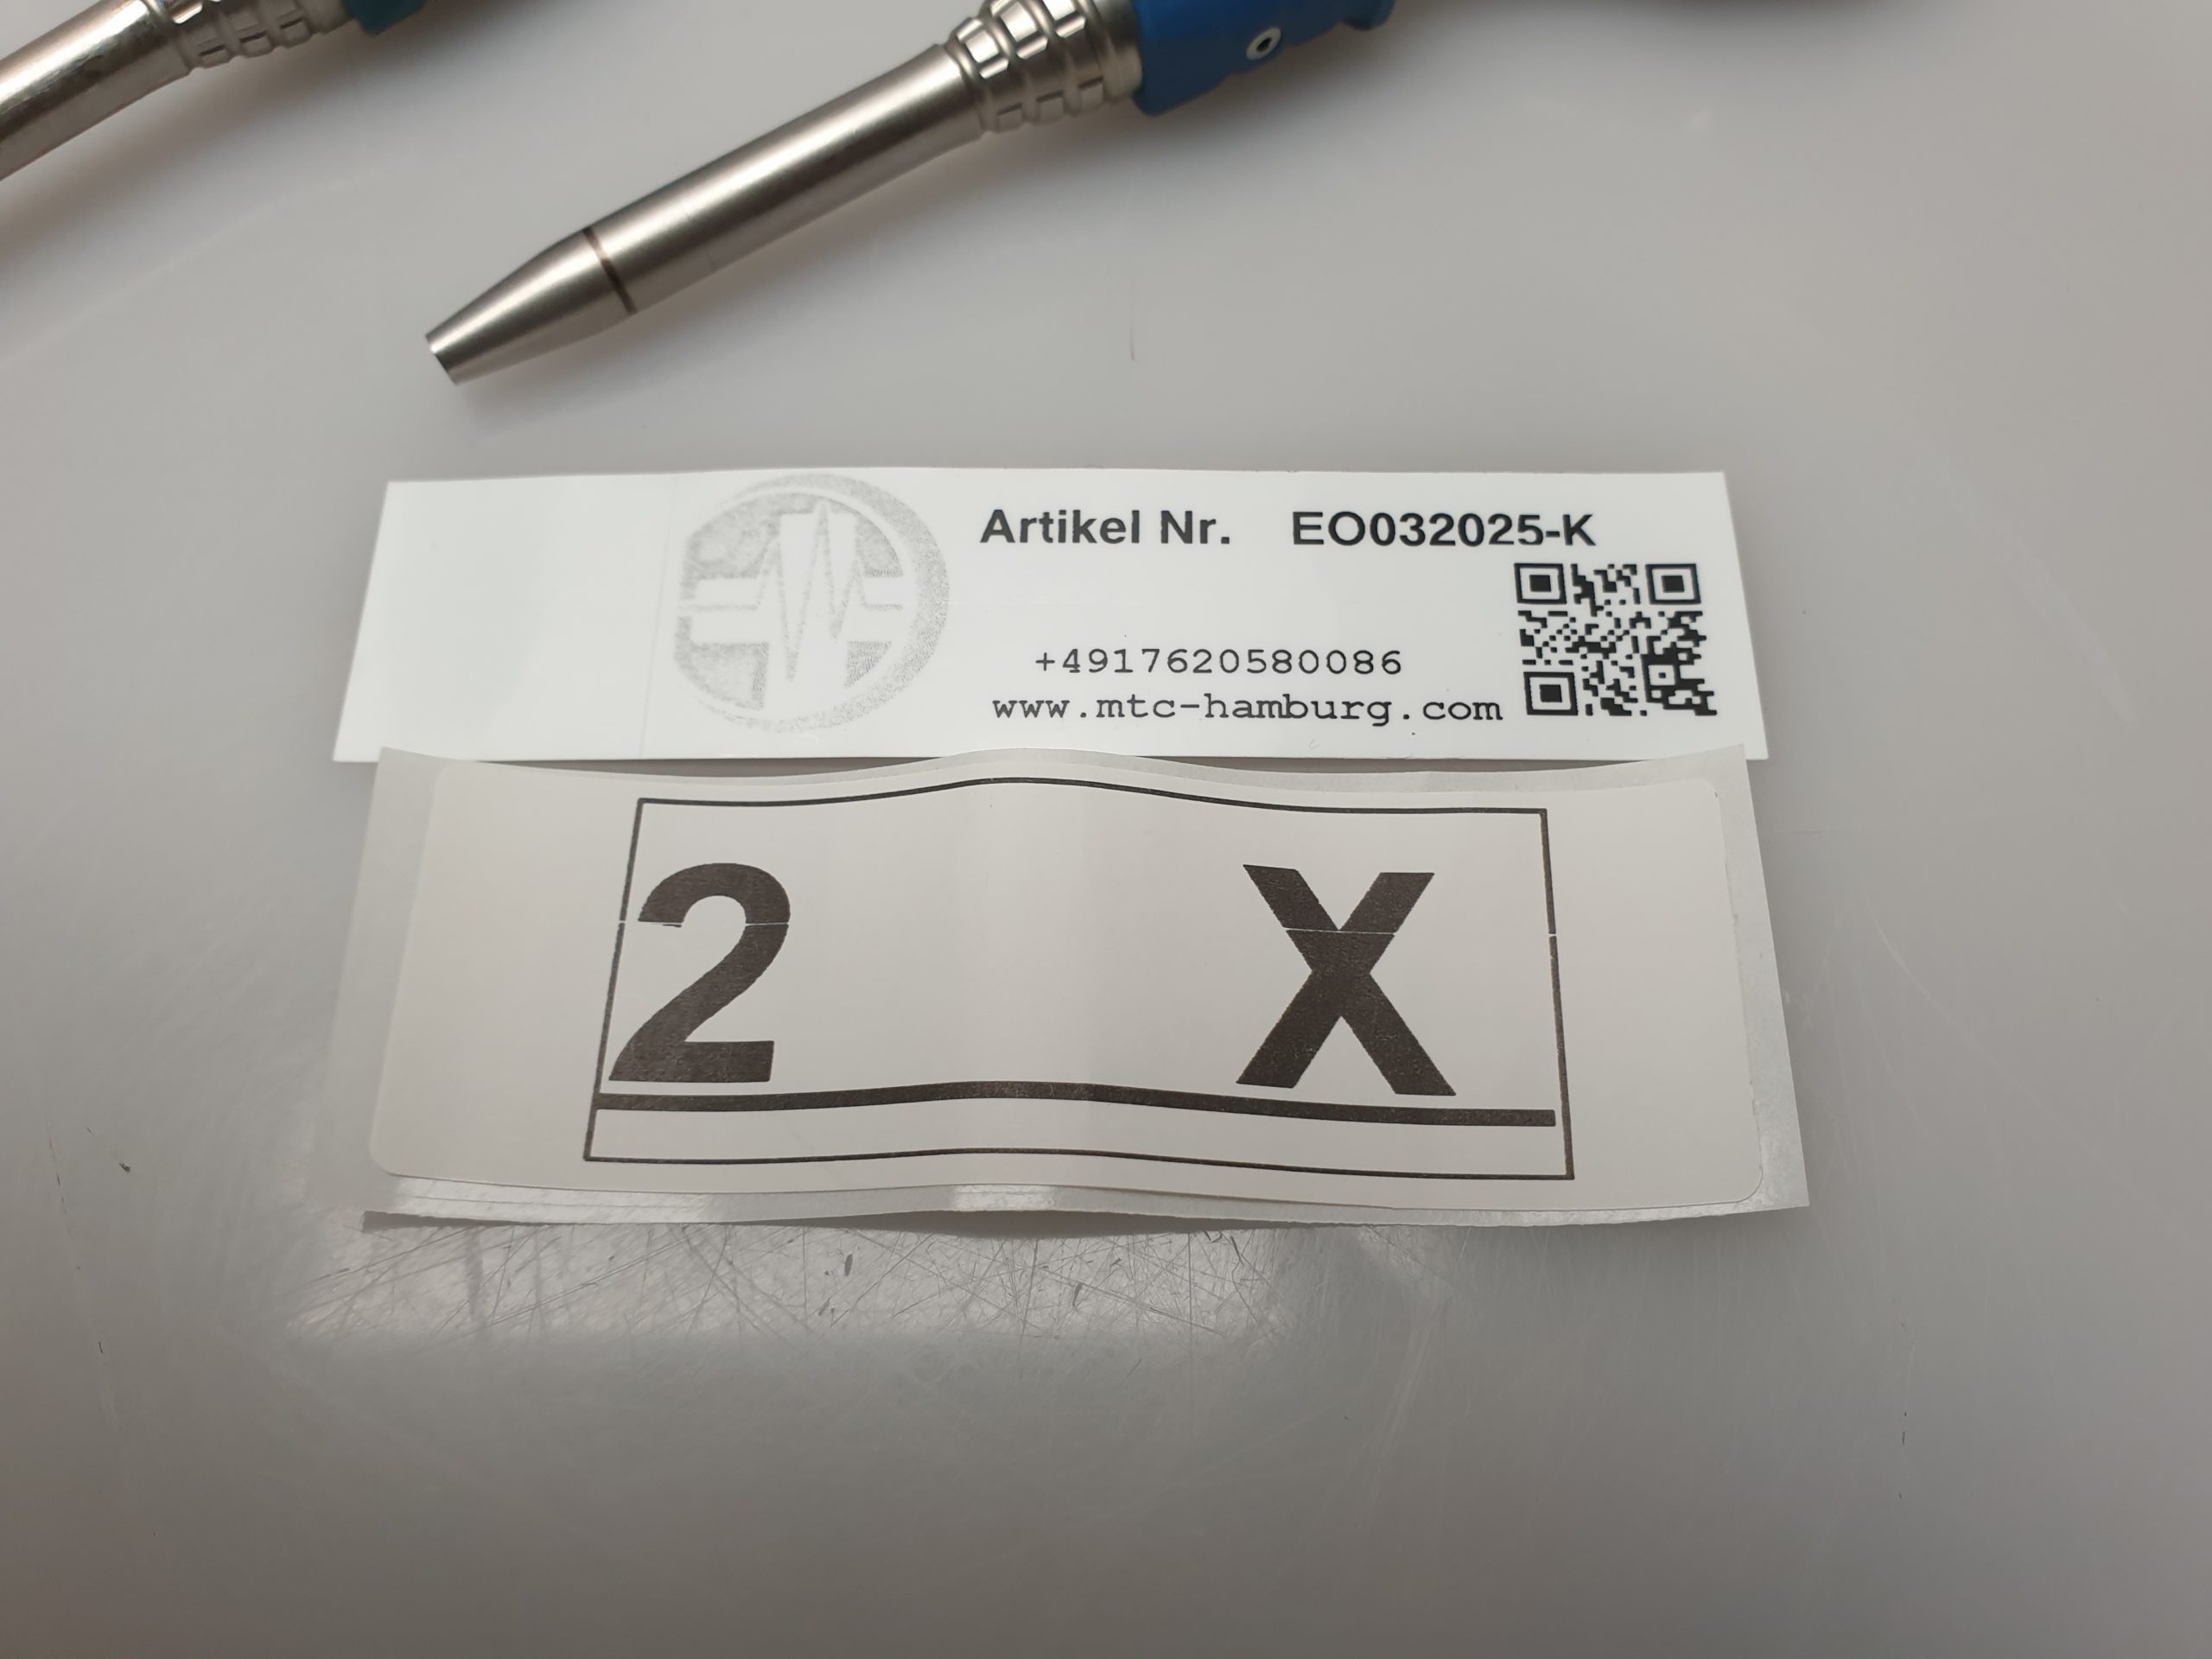 Artikel Nr. EO032025-K
+4917620580086
www.mtc-hamburg.com
2 X